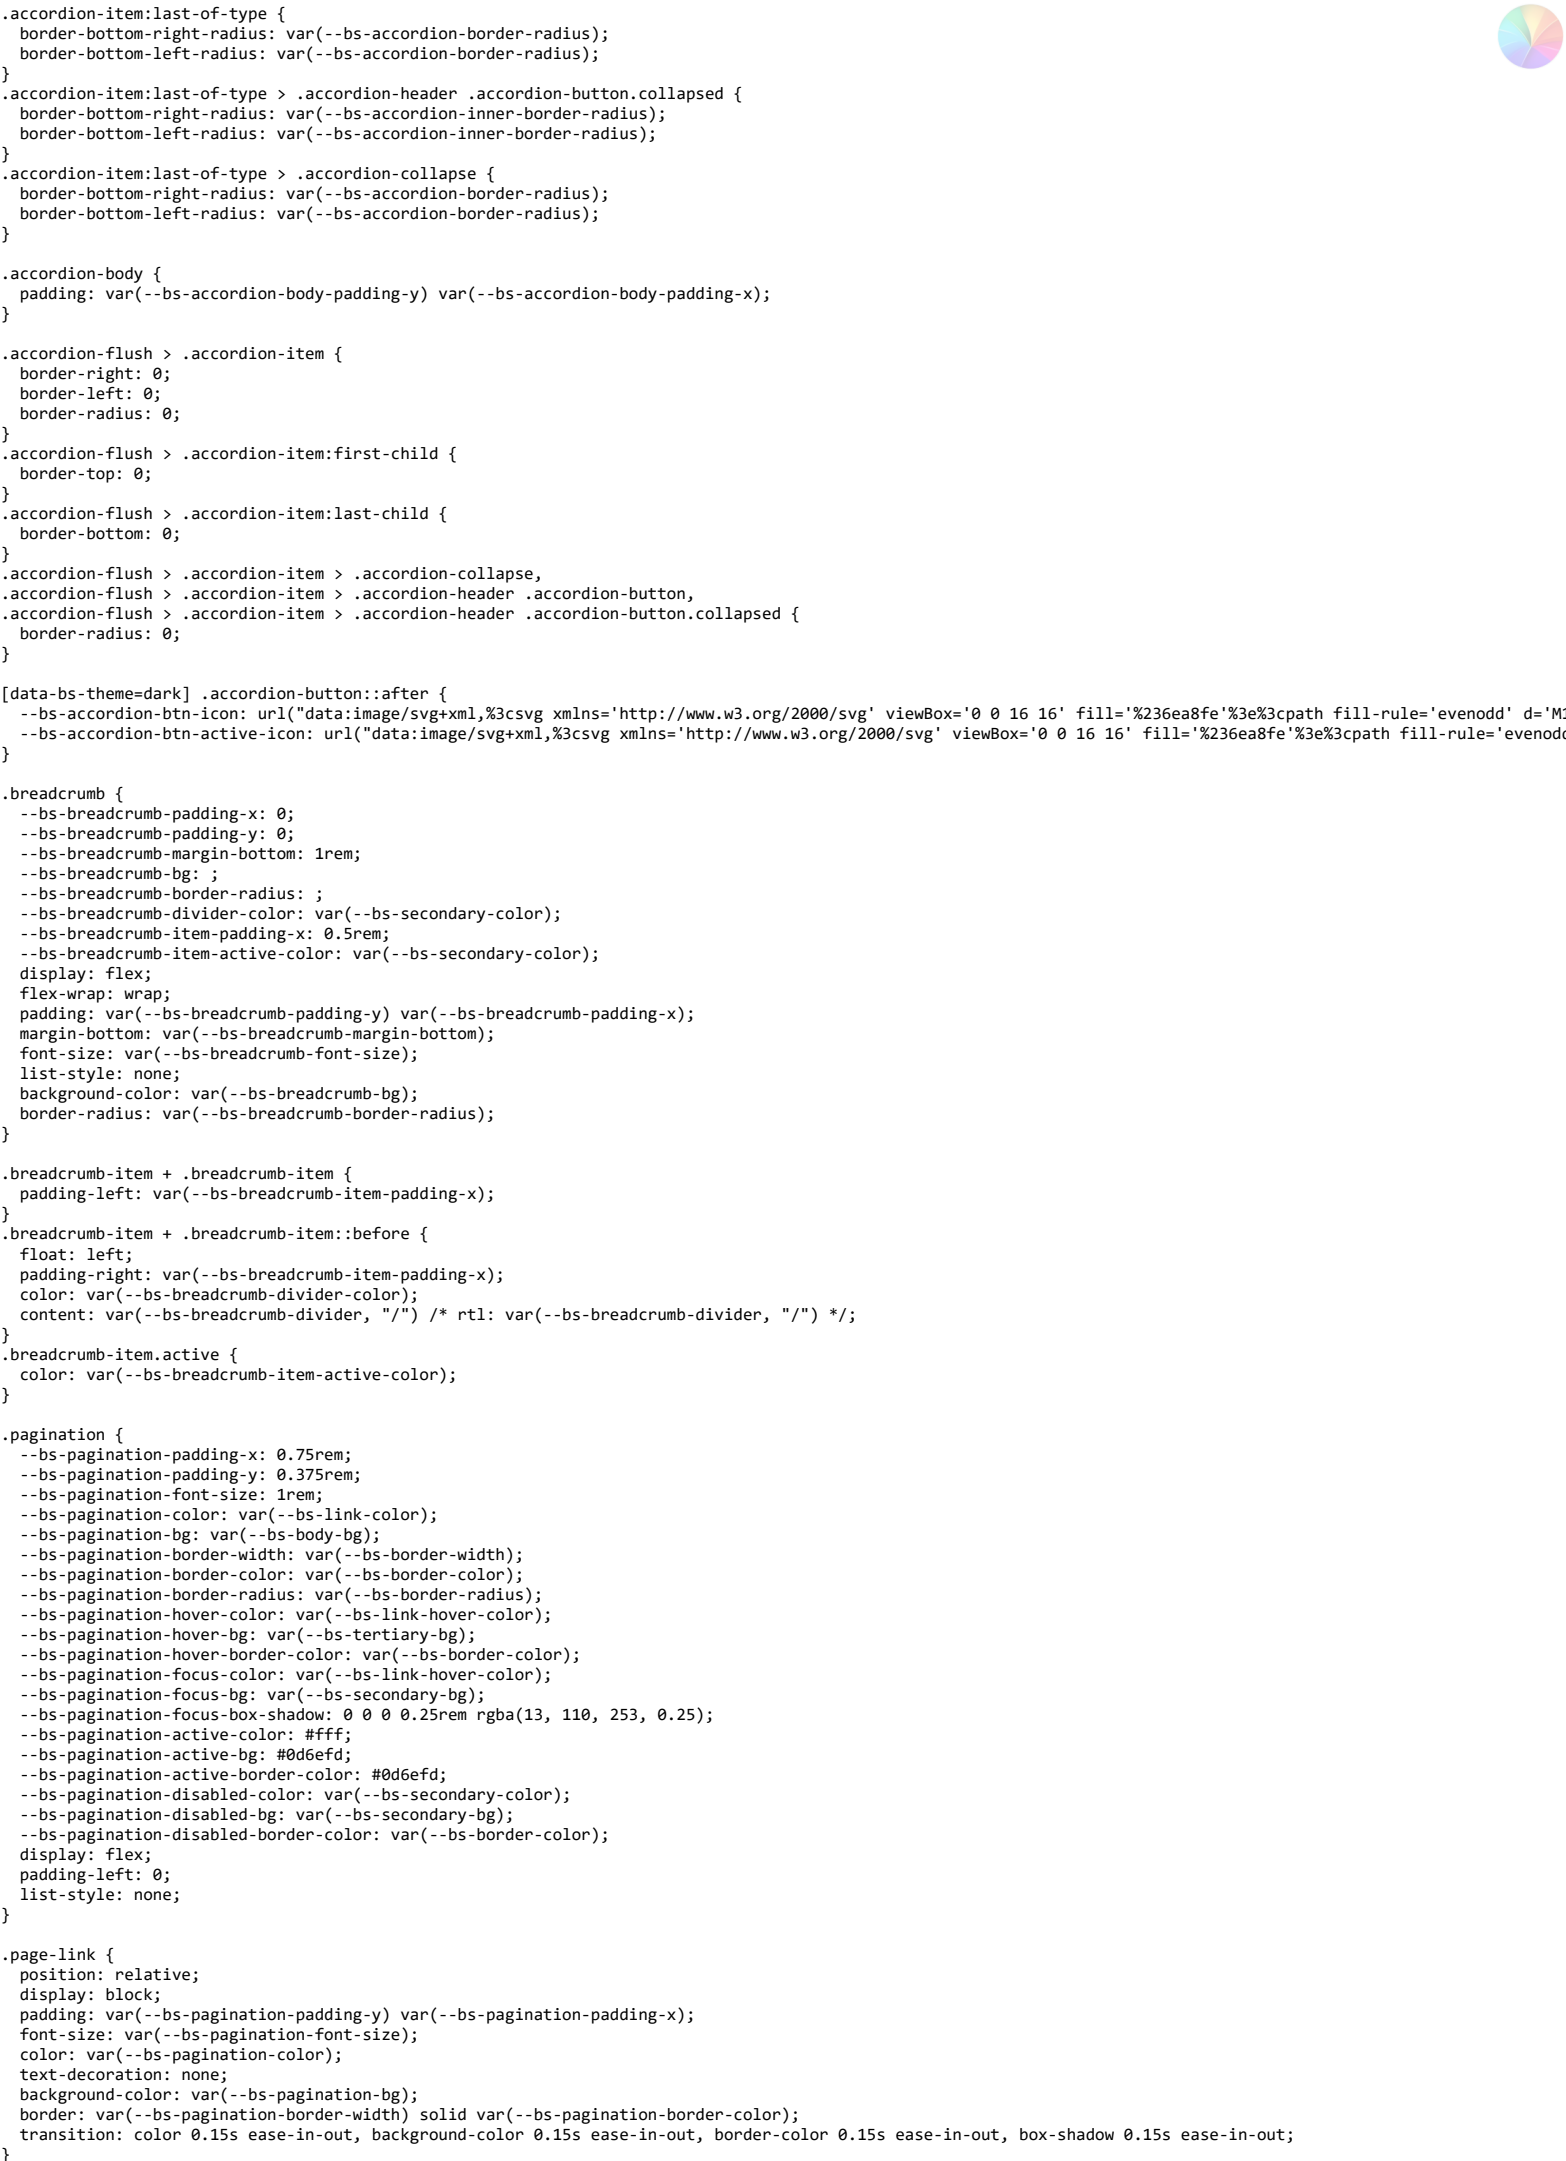 .accordion-item:last-of-type {
  border-bottom-right-radius: var(--bs-accordion-border-radius);
  border-bottom-left-radius: var(--bs-accordion-border-radius);
}
.accordion-item:last-of-type > .accordion-header .accordion-button.collapsed {
  border-bottom-right-radius: var(--bs-accordion-inner-border-radius);
  border-bottom-left-radius: var(--bs-accordion-inner-border-radius);
}
.accordion-item:last-of-type > .accordion-collapse {
  border-bottom-right-radius: var(--bs-accordion-border-radius);
  border-bottom-left-radius: var(--bs-accordion-border-radius);
}

.accordion-body {
  padding: var(--bs-accordion-body-padding-y) var(--bs-accordion-body-padding-x);
}

.accordion-flush > .accordion-item {
  border-right: 0;
  border-left: 0;
  border-radius: 0;
}
.accordion-flush > .accordion-item:first-child {
  border-top: 0;
}
.accordion-flush > .accordion-item:last-child {
  border-bottom: 0;
}
.accordion-flush > .accordion-item > .accordion-collapse,
.accordion-flush > .accordion-item > .accordion-header .accordion-button,
.accordion-flush > .accordion-item > .accordion-header .accordion-button.collapsed {
  border-radius: 0;
}

[data-bs-theme=dark] .accordion-button::after {
  --bs-accordion-btn-icon: url("data:image/svg+xml,%3csvg xmlns='http://www.w3.org/2000/svg' viewBox='0 0 16 16' fill='%236ea8fe'%3e%3cpath fill-rule='evenodd' d='M1
  --bs-accordion-btn-active-icon: url("data:image/svg+xml,%3csvg xmlns='http://www.w3.org/2000/svg' viewBox='0 0 16 16' fill='%236ea8fe'%3e%3cpath fill-rule='evenodd
}

.breadcrumb {
  --bs-breadcrumb-padding-x: 0;
  --bs-breadcrumb-padding-y: 0;
  --bs-breadcrumb-margin-bottom: 1rem;
  --bs-breadcrumb-bg: ;
  --bs-breadcrumb-border-radius: ;
  --bs-breadcrumb-divider-color: var(--bs-secondary-color);
  --bs-breadcrumb-item-padding-x: 0.5rem;
  --bs-breadcrumb-item-active-color: var(--bs-secondary-color);
  display: flex;
  flex-wrap: wrap;
  padding: var(--bs-breadcrumb-padding-y) var(--bs-breadcrumb-padding-x);
  margin-bottom: var(--bs-breadcrumb-margin-bottom);
  font-size: var(--bs-breadcrumb-font-size);
  list-style: none;
  background-color: var(--bs-breadcrumb-bg);
  border-radius: var(--bs-breadcrumb-border-radius);
}

.breadcrumb-item + .breadcrumb-item {
  padding-left: var(--bs-breadcrumb-item-padding-x);
}
.breadcrumb-item + .breadcrumb-item::before {
  float: left;
  padding-right: var(--bs-breadcrumb-item-padding-x);
  color: var(--bs-breadcrumb-divider-color);
  content: var(--bs-breadcrumb-divider, "/") /* rtl: var(--bs-breadcrumb-divider, "/") */;
}
.breadcrumb-item.active {
  color: var(--bs-breadcrumb-item-active-color);
}

.pagination {
  --bs-pagination-padding-x: 0.75rem;
  --bs-pagination-padding-y: 0.375rem;
  --bs-pagination-font-size: 1rem;
  --bs-pagination-color: var(--bs-link-color);
  --bs-pagination-bg: var(--bs-body-bg);
  --bs-pagination-border-width: var(--bs-border-width);
  --bs-pagination-border-color: var(--bs-border-color);
  --bs-pagination-border-radius: var(--bs-border-radius);
  --bs-pagination-hover-color: var(--bs-link-hover-color);
  --bs-pagination-hover-bg: var(--bs-tertiary-bg);
  --bs-pagination-hover-border-color: var(--bs-border-color);
  --bs-pagination-focus-color: var(--bs-link-hover-color);
  --bs-pagination-focus-bg: var(--bs-secondary-bg);
  --bs-pagination-focus-box-shadow: 0 0 0 0.25rem rgba(13, 110, 253, 0.25);
  --bs-pagination-active-color: #fff;
  --bs-pagination-active-bg: #0d6efd;
  --bs-pagination-active-border-color: #0d6efd;
  --bs-pagination-disabled-color: var(--bs-secondary-color);
  --bs-pagination-disabled-bg: var(--bs-secondary-bg);
  --bs-pagination-disabled-border-color: var(--bs-border-color);
  display: flex;
  padding-left: 0;
  list-style: none;
}

.page-link {
  position: relative;
  display: block;
  padding: var(--bs-pagination-padding-y) var(--bs-pagination-padding-x);
  font-size: var(--bs-pagination-font-size);
  color: var(--bs-pagination-color);
  text-decoration: none;
  background-color: var(--bs-pagination-bg);
  border: var(--bs-pagination-border-width) solid var(--bs-pagination-border-color);
  transition: color 0.15s ease-in-out, background-color 0.15s ease-in-out, border-color 0.15s ease-in-out, box-shadow 0.15s ease-in-out;
}